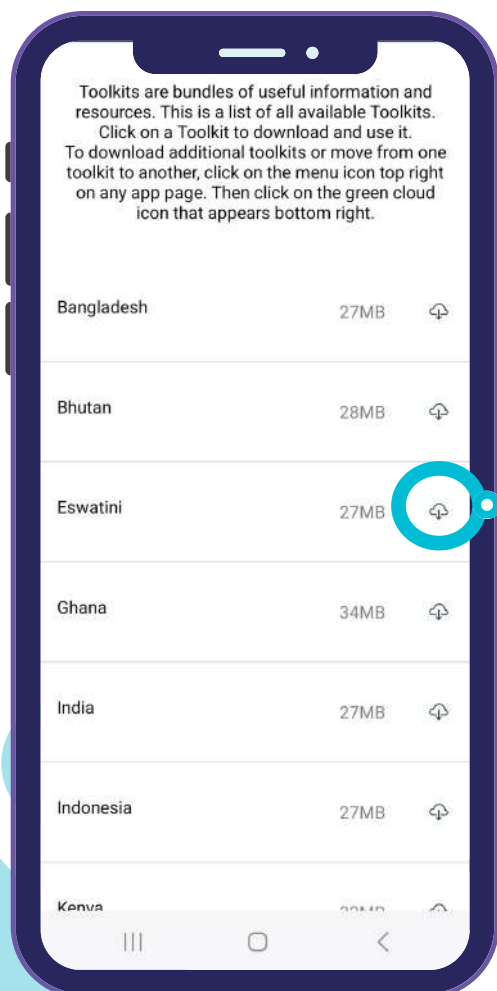 Toolkits are bundles of useful information and
resources. This is a list of all available Toolkits.
Click on a Toolkit to download and use it.
To download additional toolkits or move from one
toolkit to another, click on the menu icon top right
on any app page. Then click on the green cloud
icon that appears bottom right.
Bangladesh 27MB
Bhutan 28MB
Eswatini 27MB
Ghana 34MB
India 27MB
Indonesia 27MB
Kenya